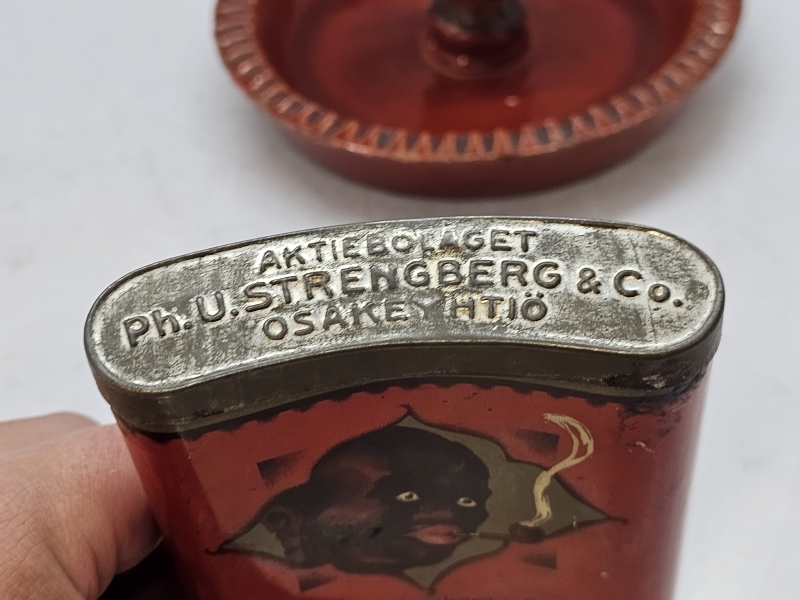 AKTIEBOLAGET
Ph. U. STRENGBERG & Co.
OSAKEYHTIÖ